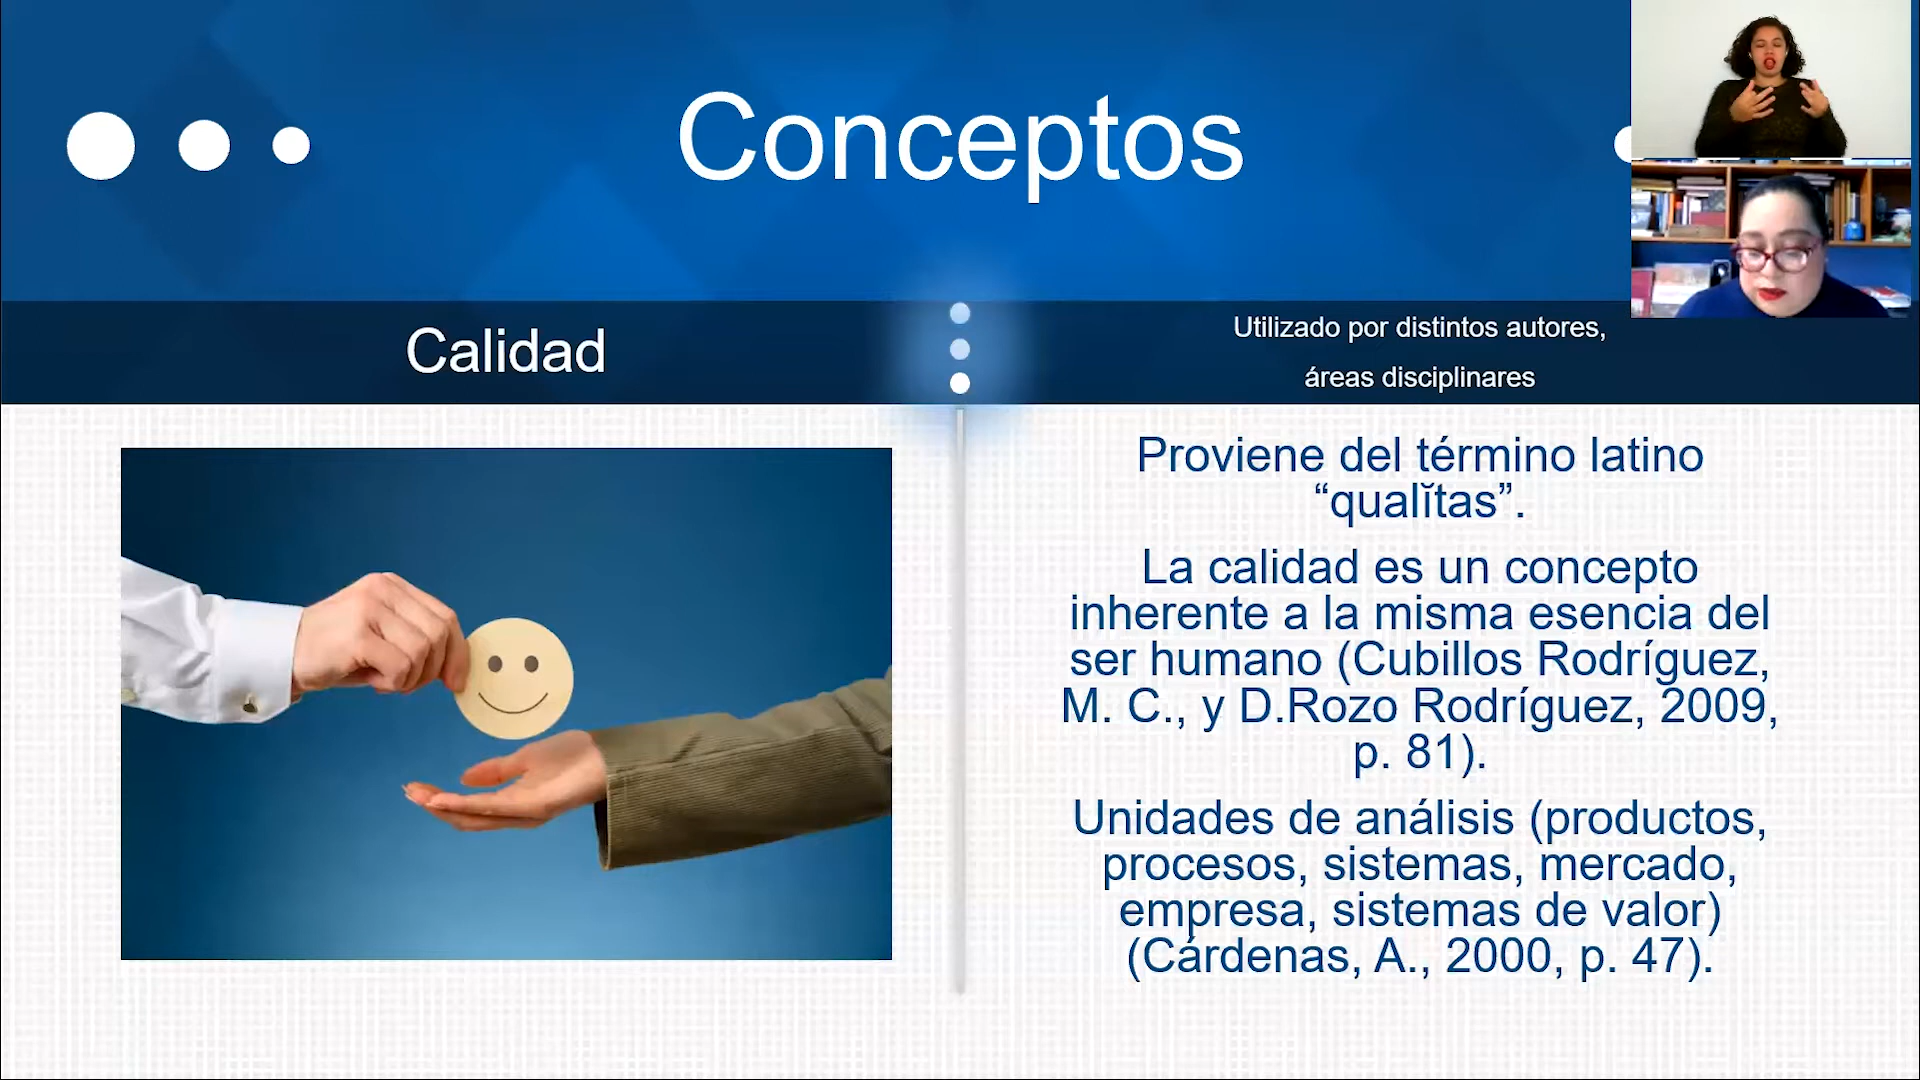 Conceptos
Calidad
Utilizado por distintos autores,
áreas disciplinares
Proviene del término latino
“qualĭtas”.
La calidad es un concepto
inherente a la misma esencia del
ser humano (Cubillos Rodríguez,
M. C., y D.Rozo Rodríguez, 2009,
p. 81).
Unidades de análisis (productos,
procesos, sistemas, mercado,
empresa, sistemas de valor)
(Cárdenas, A., 2000, p. 47).